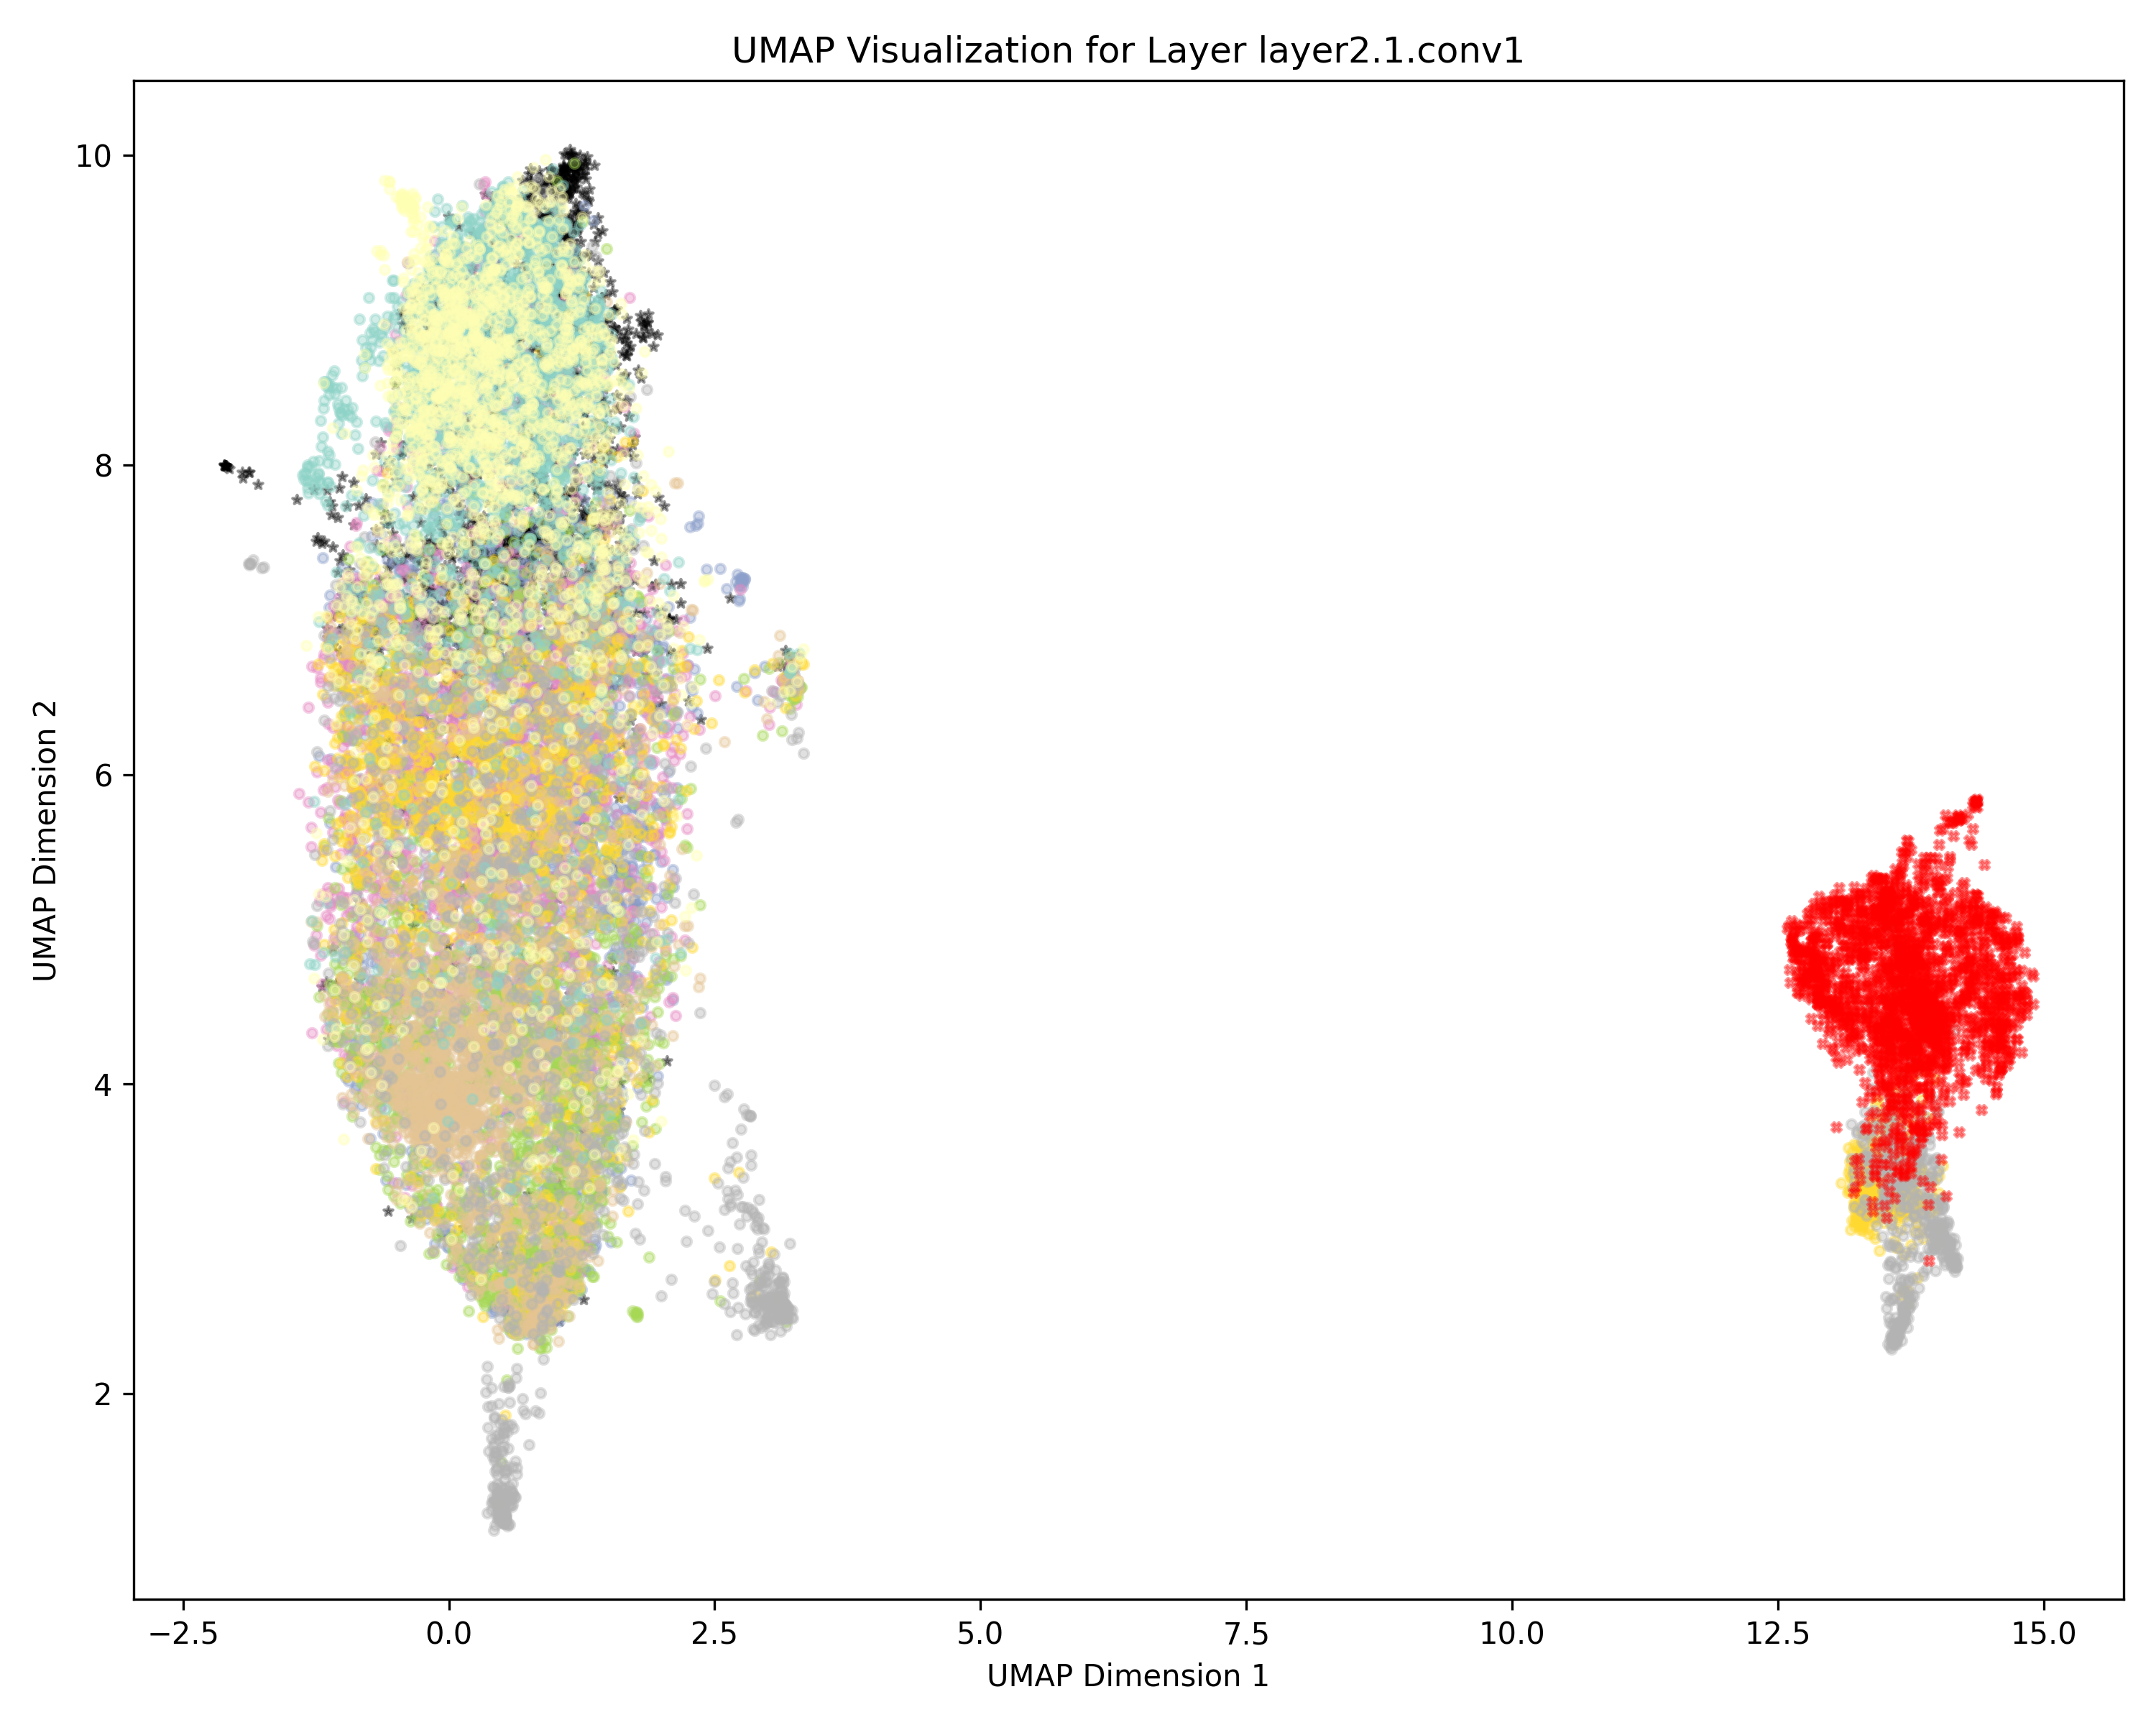 UMAP Visualization for Layer layer2.1.conv1
10
8
6
4
2
UMAP Dimension 2
−2.5 0.0 2.5 5.0 7.5 10.0 12.5 15.0
UMAP Dimension 1